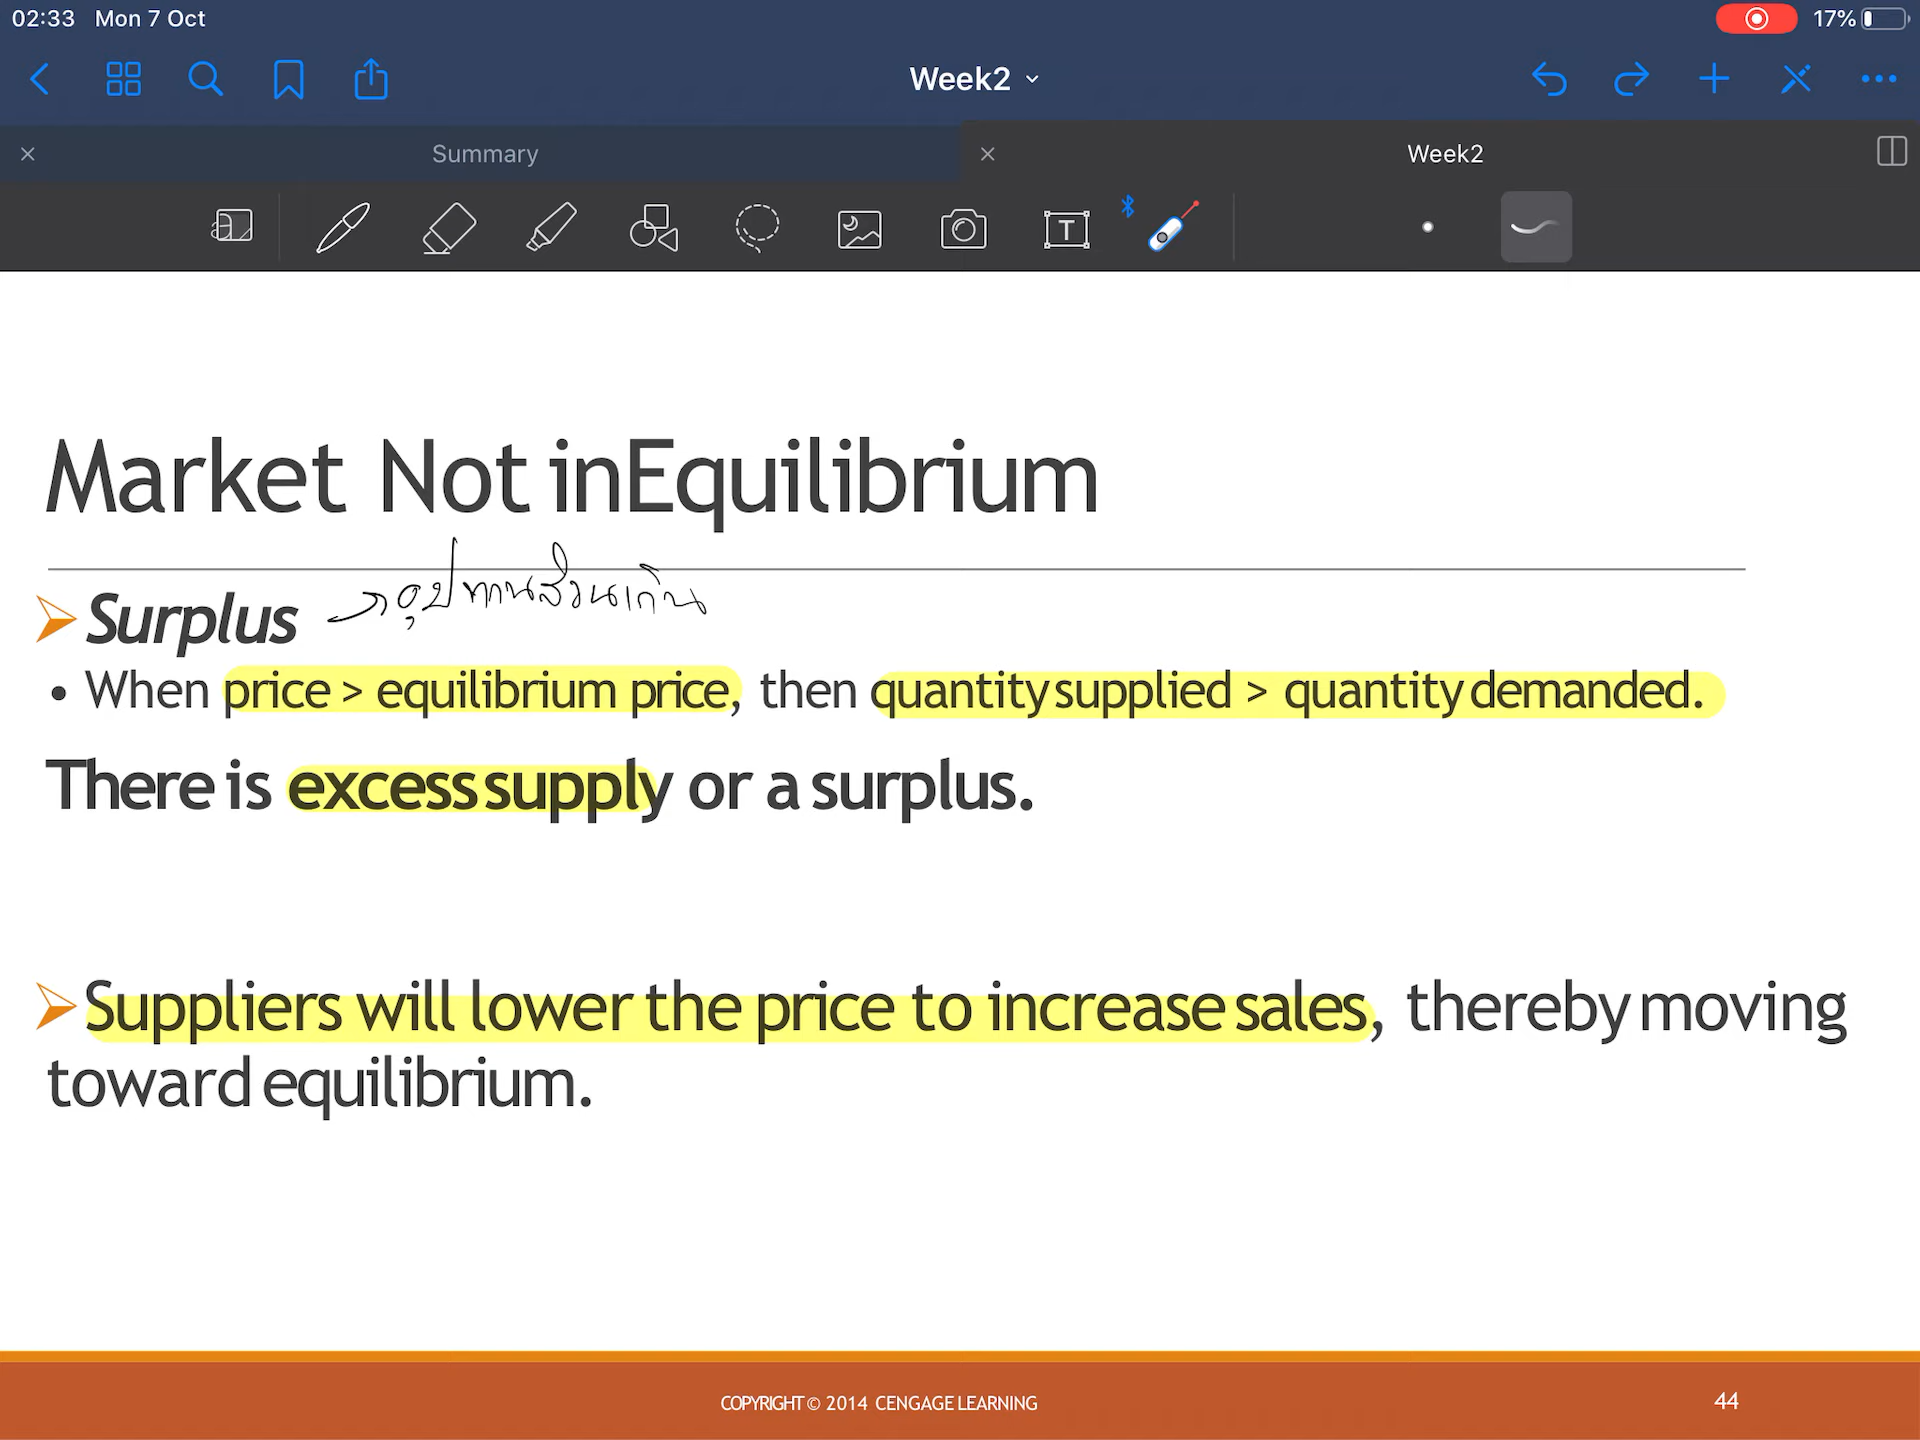 02:33 Mon 7 Oct 17%
Week2
Summary Week2
T
Market Not inEquilibrium
Surplus อุปทานส่วนเกิน
• When price > equilibrium price, then quantity supplied > quantity demanded.
There is excess supply or a surplus.
Suppliers will lower the price to increase sales, thereby moving
toward equilibrium.
COPYRIGHT © 2014 CENGAGE LEARNING 44